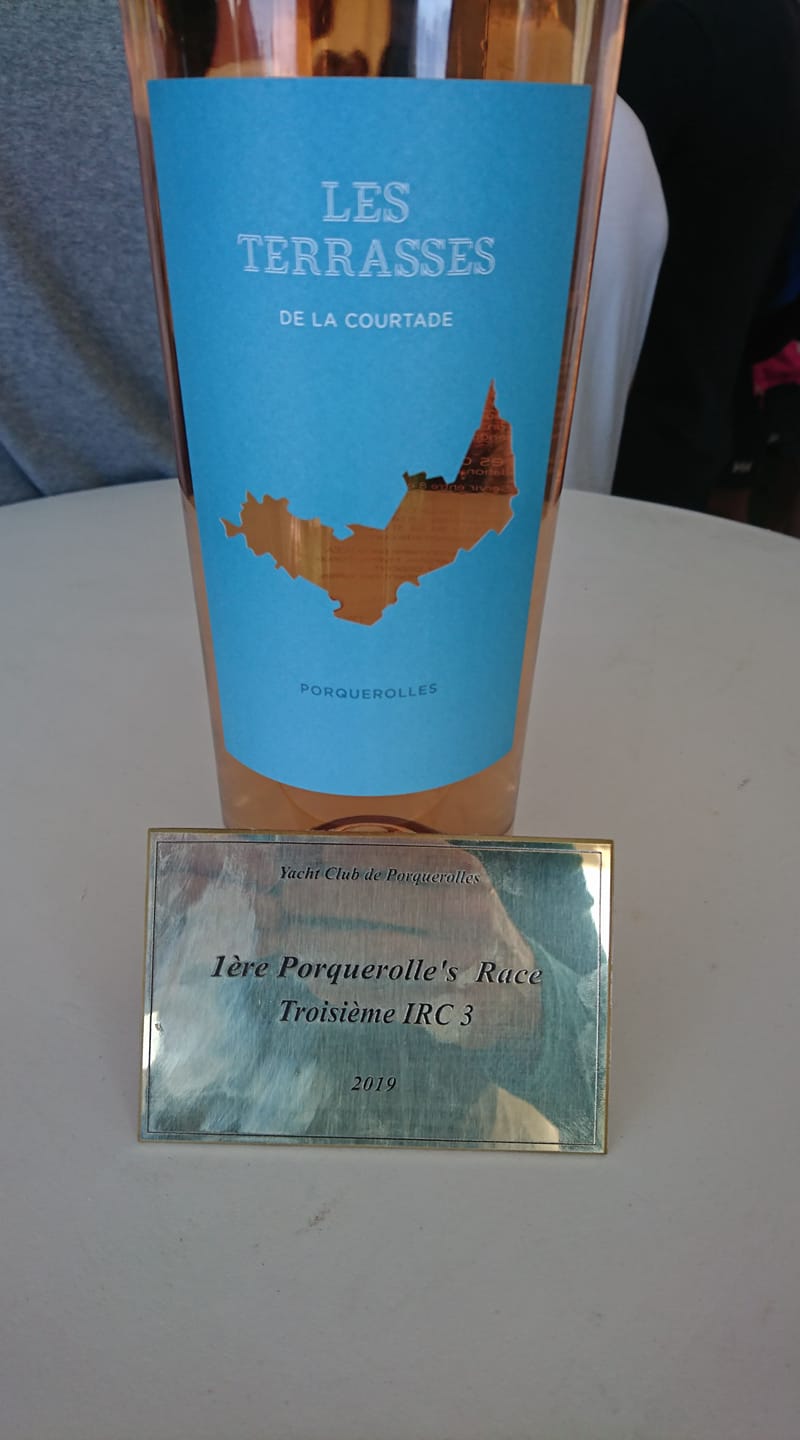 LES
TERRASSES
DE LA COURTADE
PORQUEROLLES
Yacht Club de Porquerolles
1ère Porquerolle's Race
Troisième IRC 3
2019